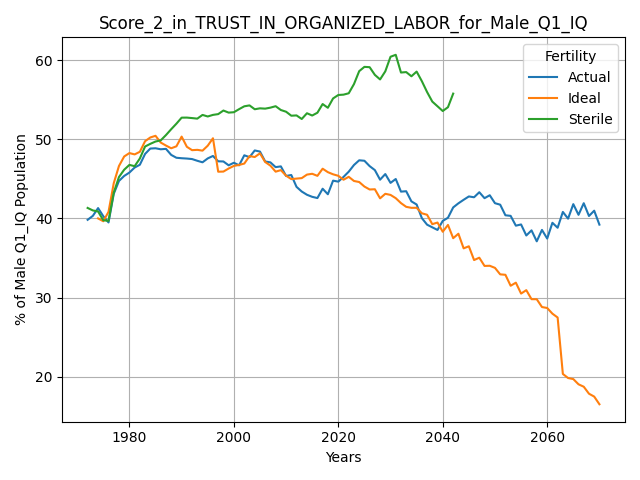 Score_2_in_TRUST_IN_ORGANIZED_LABOR_for_Male_Q1_IQ
Fertility
Actual
Ideal
Sterile
% of Male Q1_IQ Population
60
50
40
30
20
1980
2000
2020
2040
2060
Years